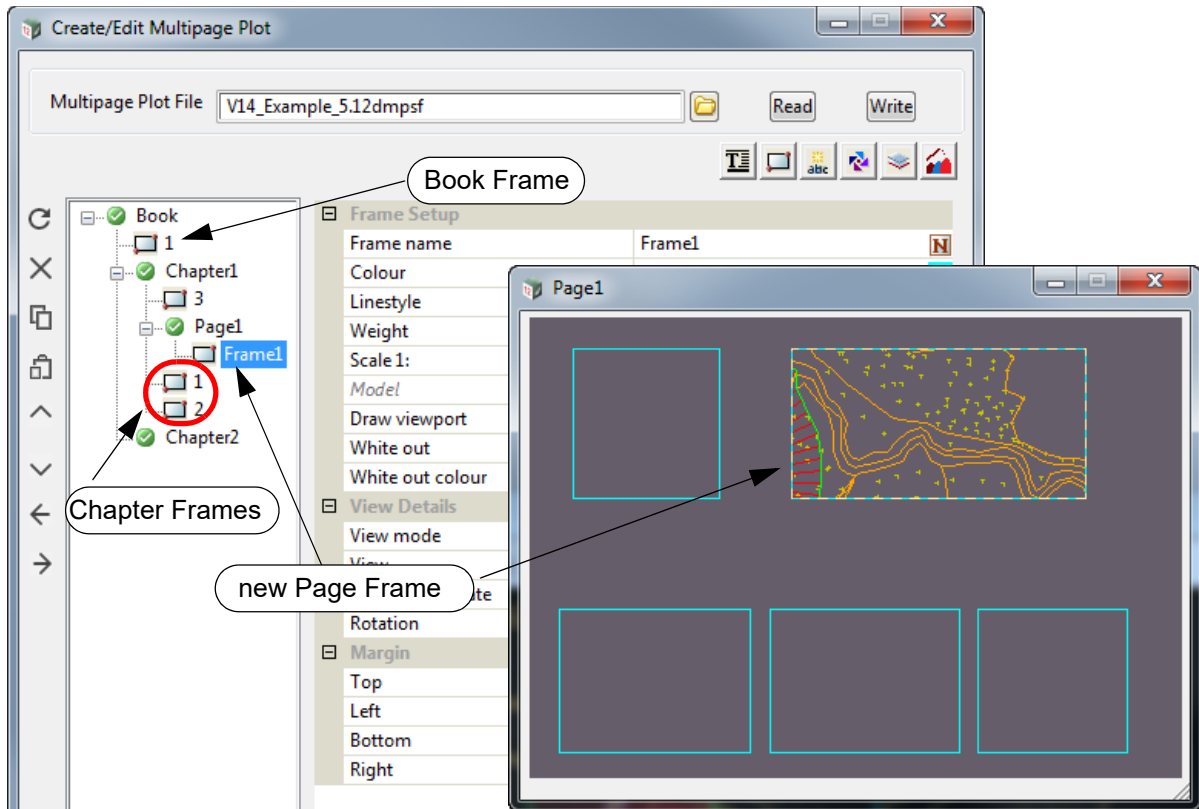 Create/Edit Multipage Plot
Multipage Plot File V14_Example_5.12dmpsf Read Write
T abc
Book Frame
Book
1
Chapter1
3
Page1
Frame1
1
2
Chapter2
Chapter Frames
new Page Frame
Frame Setup
Frame name Frame1 N
Colour
Linestyle
Weight
Scale 1:
Model
Draw viewport
White out
White out colour
View Details
View mode
View
Rotation
Margin
Top
Left
Bottom
Right
Page1